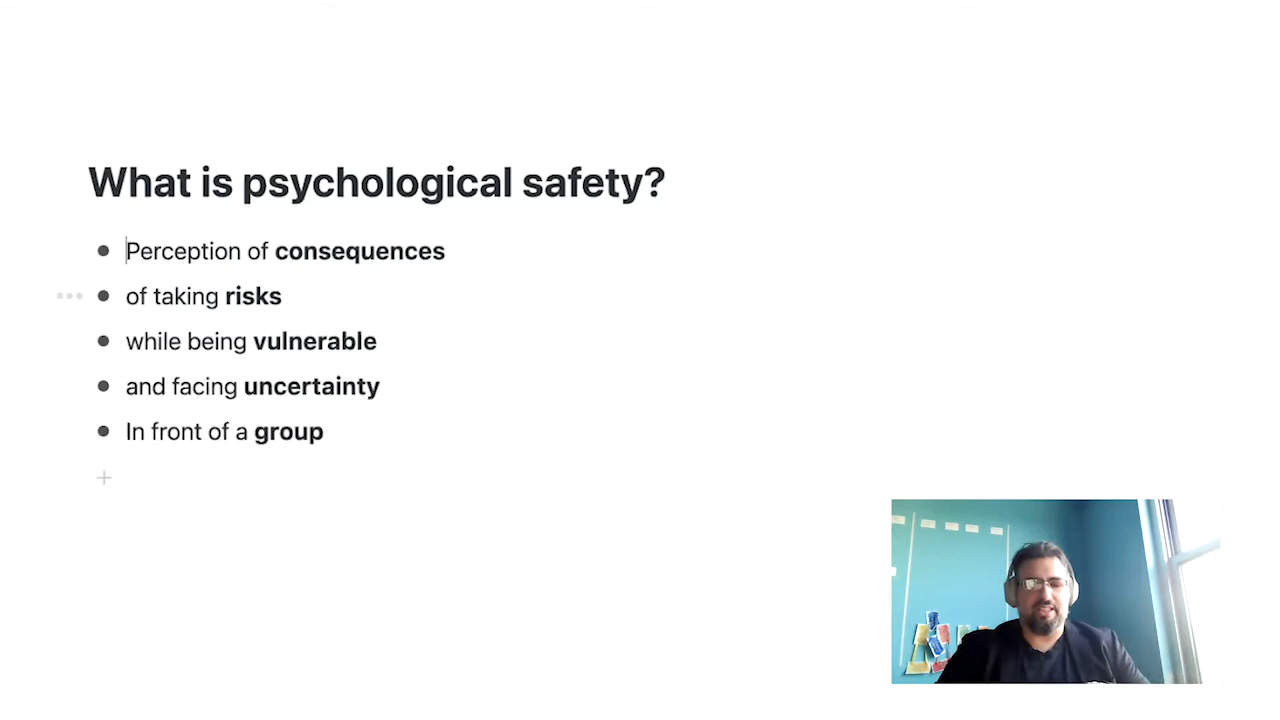 What is psychological safety?
Perception of consequences
of taking risks
while being vulnerable
and facing uncertainty
In front of a group